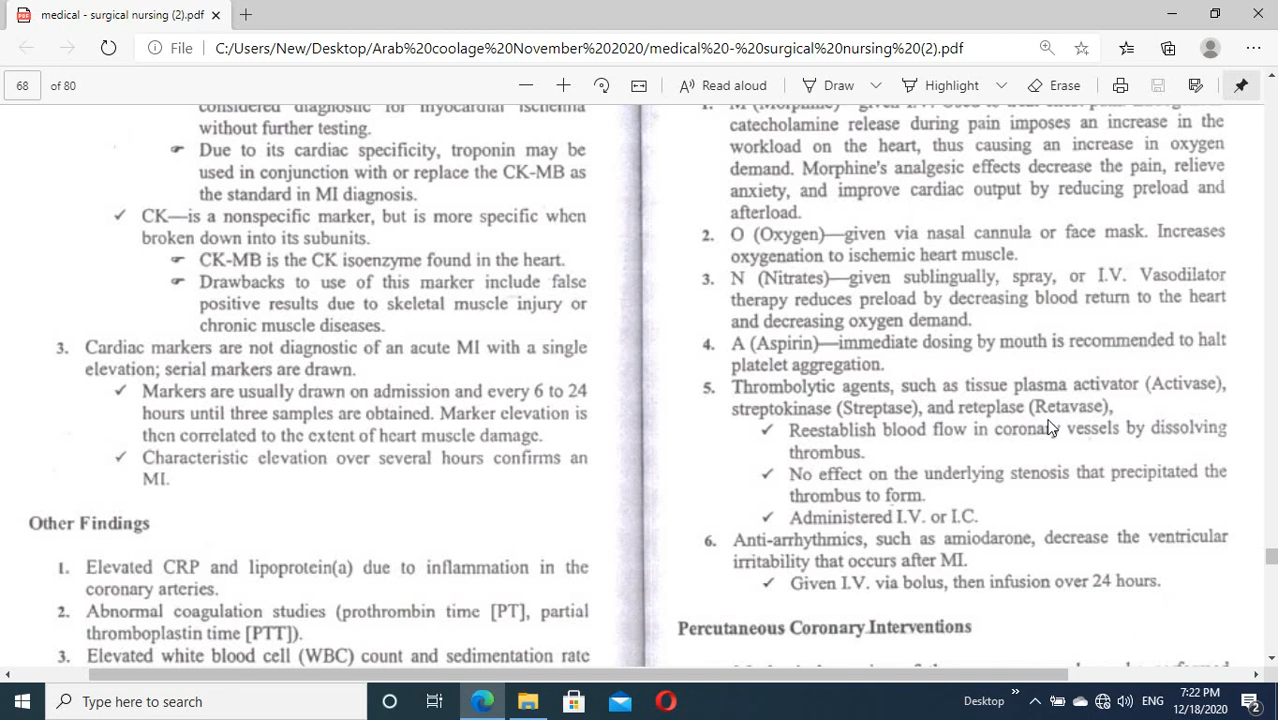 medical - surgical nursing (2).pdf
File
C:/Users/New/Desktop/Arab%20coolage%20November%202020/medical%20-%20surgical%20nursing%20(2).pdf
68 of 80
Read aloud
Draw
Highlight
Erase
considered diagnostic for myocardial ischemia
without further testing.
Due to its cardiac specificity, troponin may be
used in conjunction with or replace the CK-MB as
the standard in MI diagnosis.
✓ CK—is a nonspecific marker, but is more specific when
broken down into its subunits.
CK-MB is the CK isoenzyme found in the heart.
Drawbacks to use of this marker include false
positive results due to skeletal muscle injury or
chronic muscle diseases.
3. Cardiac markers are not diagnostic of an acute MI with a single
elevation; serial markers are drawn.
✓ Markers are usually drawn on admission and every 6 to 24
hours until three samples are obtained. Marker elevation is
then correlated to the extent of heart muscle damage.
✓ Characteristic elevation over several hours confirms an
MI.
Other Findings
1. Elevated CRP and lipoprotein(a) due to inflammation in the
coronary arteries.
2. Abnormal coagulation studies (prothrombin time [PT], partial
thromboplastin time [PTT]).
3. Elevated white blood cell (WBC) count and sedimentation rate
1. M (Morphine)
catecholamine release during pain imposes an increase in the
workload on the heart, thus causing an increase in oxygen
demand. Morphine's analgesic effects decrease the pain, relieve
anxiety, and improve cardiac output by reducing preload and
afterload.
2. O (Oxygen)—given via nasal cannula or face mask. Increases
oxygenation to ischemic heart muscle.
3. N (Nitrates)—given sublingually, spray, or I.V. Vasodilator
therapy reduces preload by decreasing blood return to the heart
and decreasing oxygen demand.
4. A (Aspirin)—immediate dosing by mouth is recommended to halt
platelet aggregation.
5. Thrombolytic agents, such as tissue plasma activator (Activase),
streptokinase (Streptase), and reteplase (Retavase),
✓ Reestablish blood flow in coronary vessels by dissolving
thrombus.
✓ No effect on the underlying stenosis that precipitated the
thrombus to form.
✓ Administered I.V. or I.C.
6. Anti-arrhythmics, such as amiodarone, decrease the ventricular
irritability that occurs after MI.
✓ Given I.V. via bolus, then infusion over 24 hours.
Percutaneous Coronary Interventions
Type here to search
Desktop
ENG
7:22 PM
12/18/2020
2